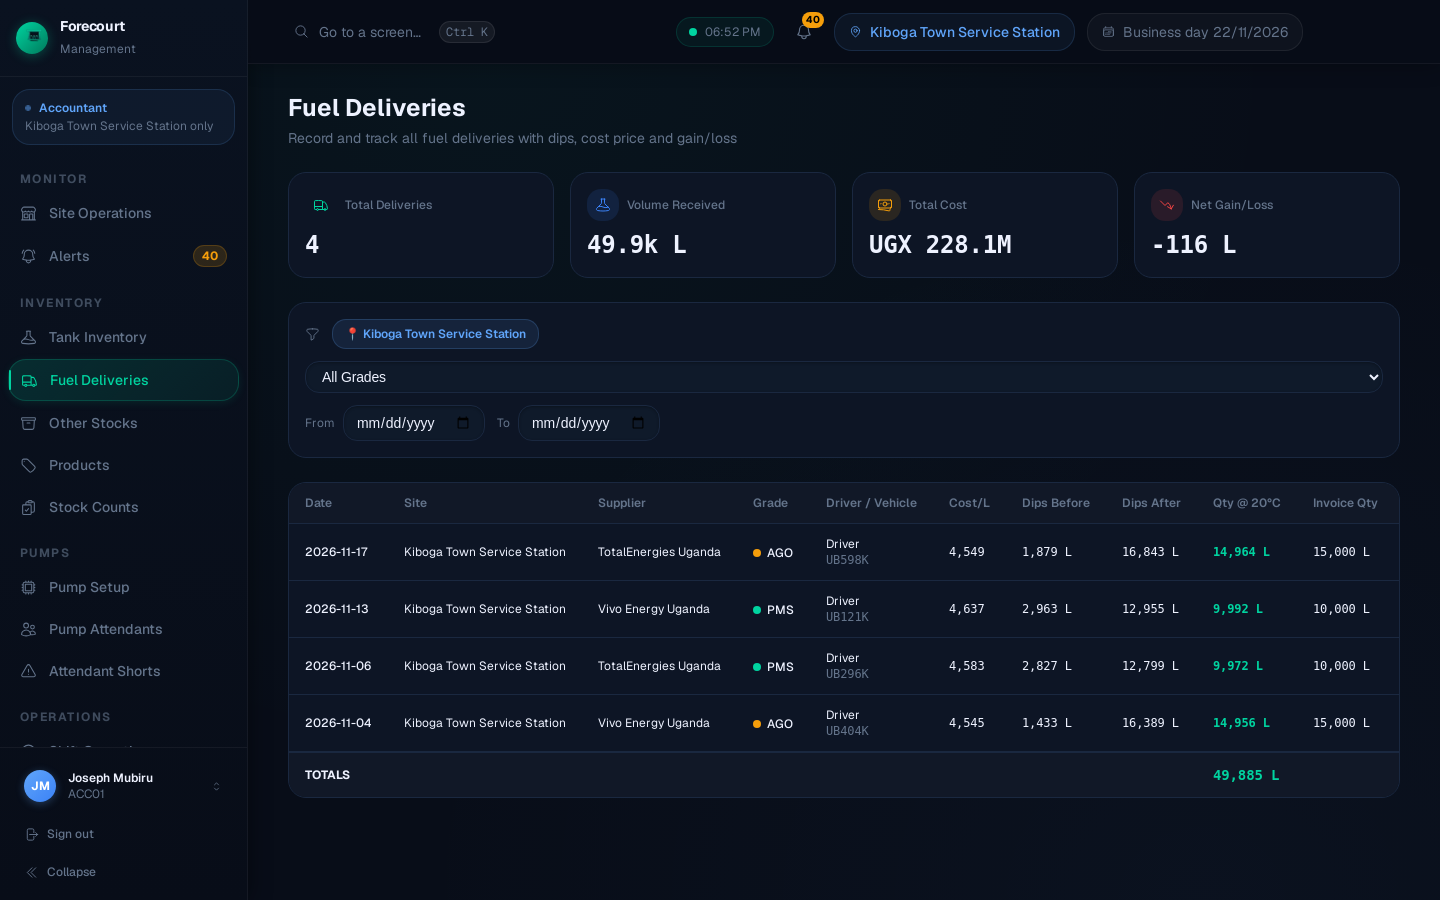 Forecourt
Management
Go to a screen...
Ctrl K
06:52 PM
40
Kiboga Town Service Station
Business day 22/11/2026
Accountant
Kiboga Town Service Station only
MONITOR
Site Operations
Alerts
40
INVENTORY
Tank Inventory
Fuel Deliveries
Other Stocks
Products
Stock Counts
PUMPS
Pump Setup
Pump Attendants
Attendant Shorts
OPERATIONS
JM
Joseph Mubiru
ACC01
Sign out
Collapse
Fuel Deliveries
Record and track all fuel deliveries with dips, cost price and gain/loss
Total Deliveries
4
Volume Received
49.9k L
Total Cost
UGX 228.1M
Net Gain/Loss
-116 L
Kiboga Town Service Station
All Grades
From mm/dd/yyyy To mm/dd/yyyy
Date Site Supplier Grade Driver / Vehicle Cost/L Dips Before Dips After Qty @ 20°C Invoice Qty
2026-11-17 Kiboga Town Service Station TotalEnergies Uganda AGO Driver UB598K 4,549 1,879 L 16,843 L 14,964 L 15,000 L
2026-11-13 Kiboga Town Service Station Vivo Energy Uganda PMS Driver UB121K 4,637 2,963 L 12,955 L 9,992 L 10,000 L
2026-11-06 Kiboga Town Service Station TotalEnergies Uganda PMS Driver UB296K 4,583 2,827 L 12,799 L 9,972 L 10,000 L
2026-11-04 Kiboga Town Service Station Vivo Energy Uganda AGO Driver UB404K 4,545 1,433 L 16,389 L 14,956 L 15,000 L
TOTALS 49,885 L